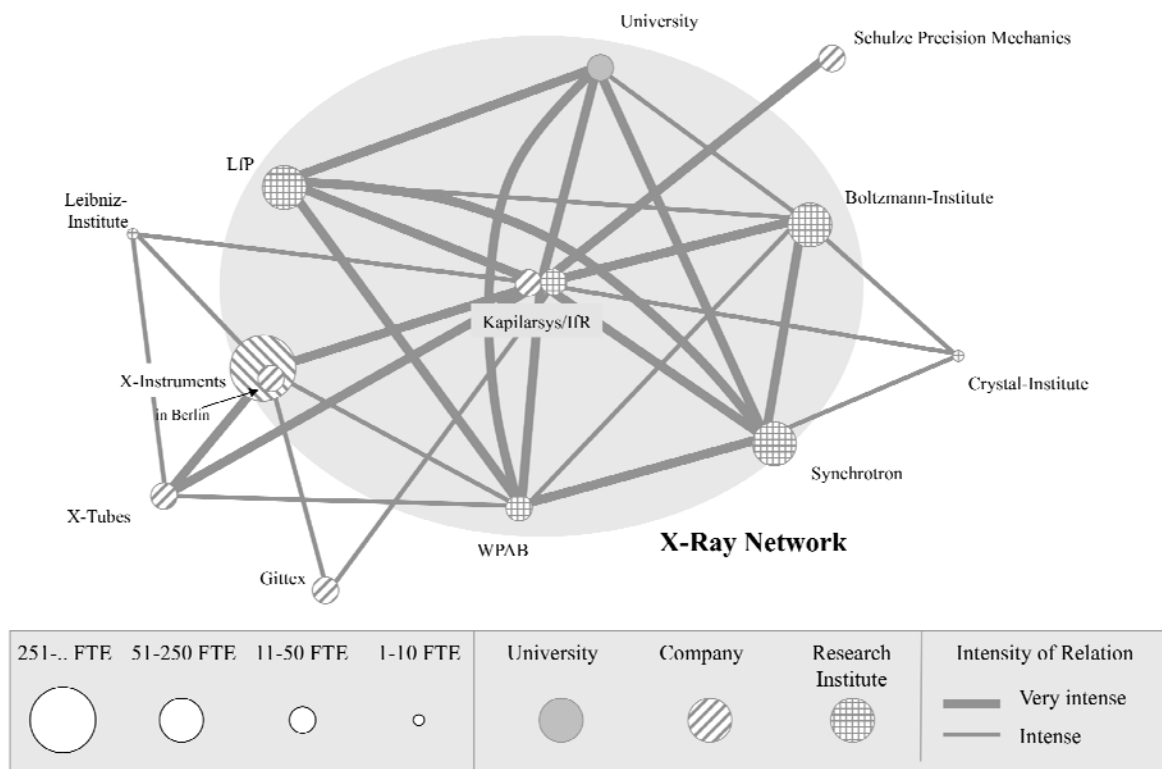 University
Schulze Precision Mechanics
LfP
Leibniz-
Institute
Boltzmann-Institute
Kapilarsys/IfR
X-Instruments
in Berlin
Crystal-Institute
Synchrotron
X-Tubes
WPAB
X-Ray Network
Gittex
251-.. FTE 51-250 FTE 11-50 FTE 1-10 FTE
University Company Research
Institute
Intensity of Relation
Very intense
Intense